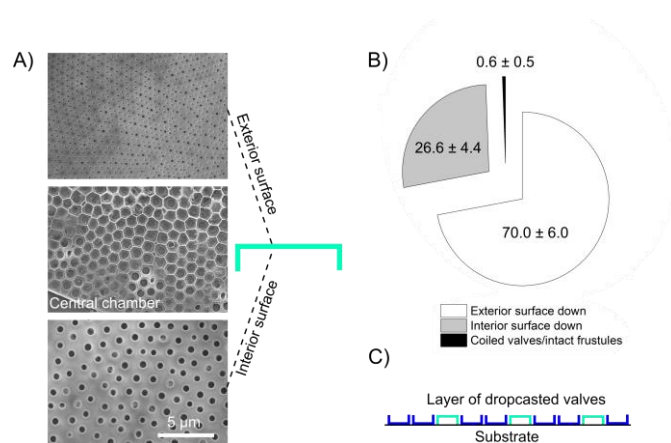 A)
Exterior surface
Central chamber
Interior surface
5 µm
B)
0.6 ± 0.5
26.6 ± 4.4
70.0 ± 6.0
Exterior surface down
Interior surface down
Coiled valves/intact frustules
C)
Layer of dropcasted valves
Substrate